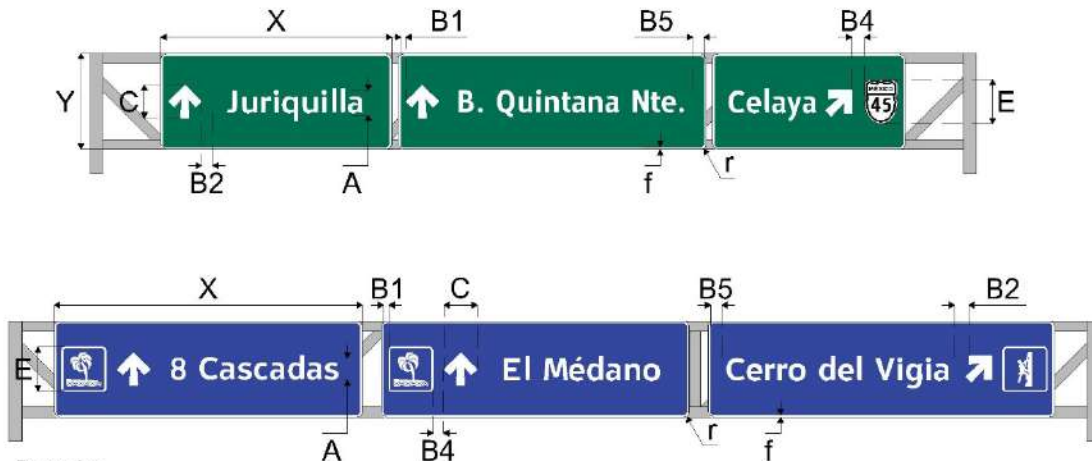 X B1 B5 B4
Y C Juriquilla B. Quintana Nte. Celaya MÉXICO 45 E
B2 A f r
X B1 C B5 B2
E 8 Cascadas El Médano Cerro del Vigia
A B4 r f